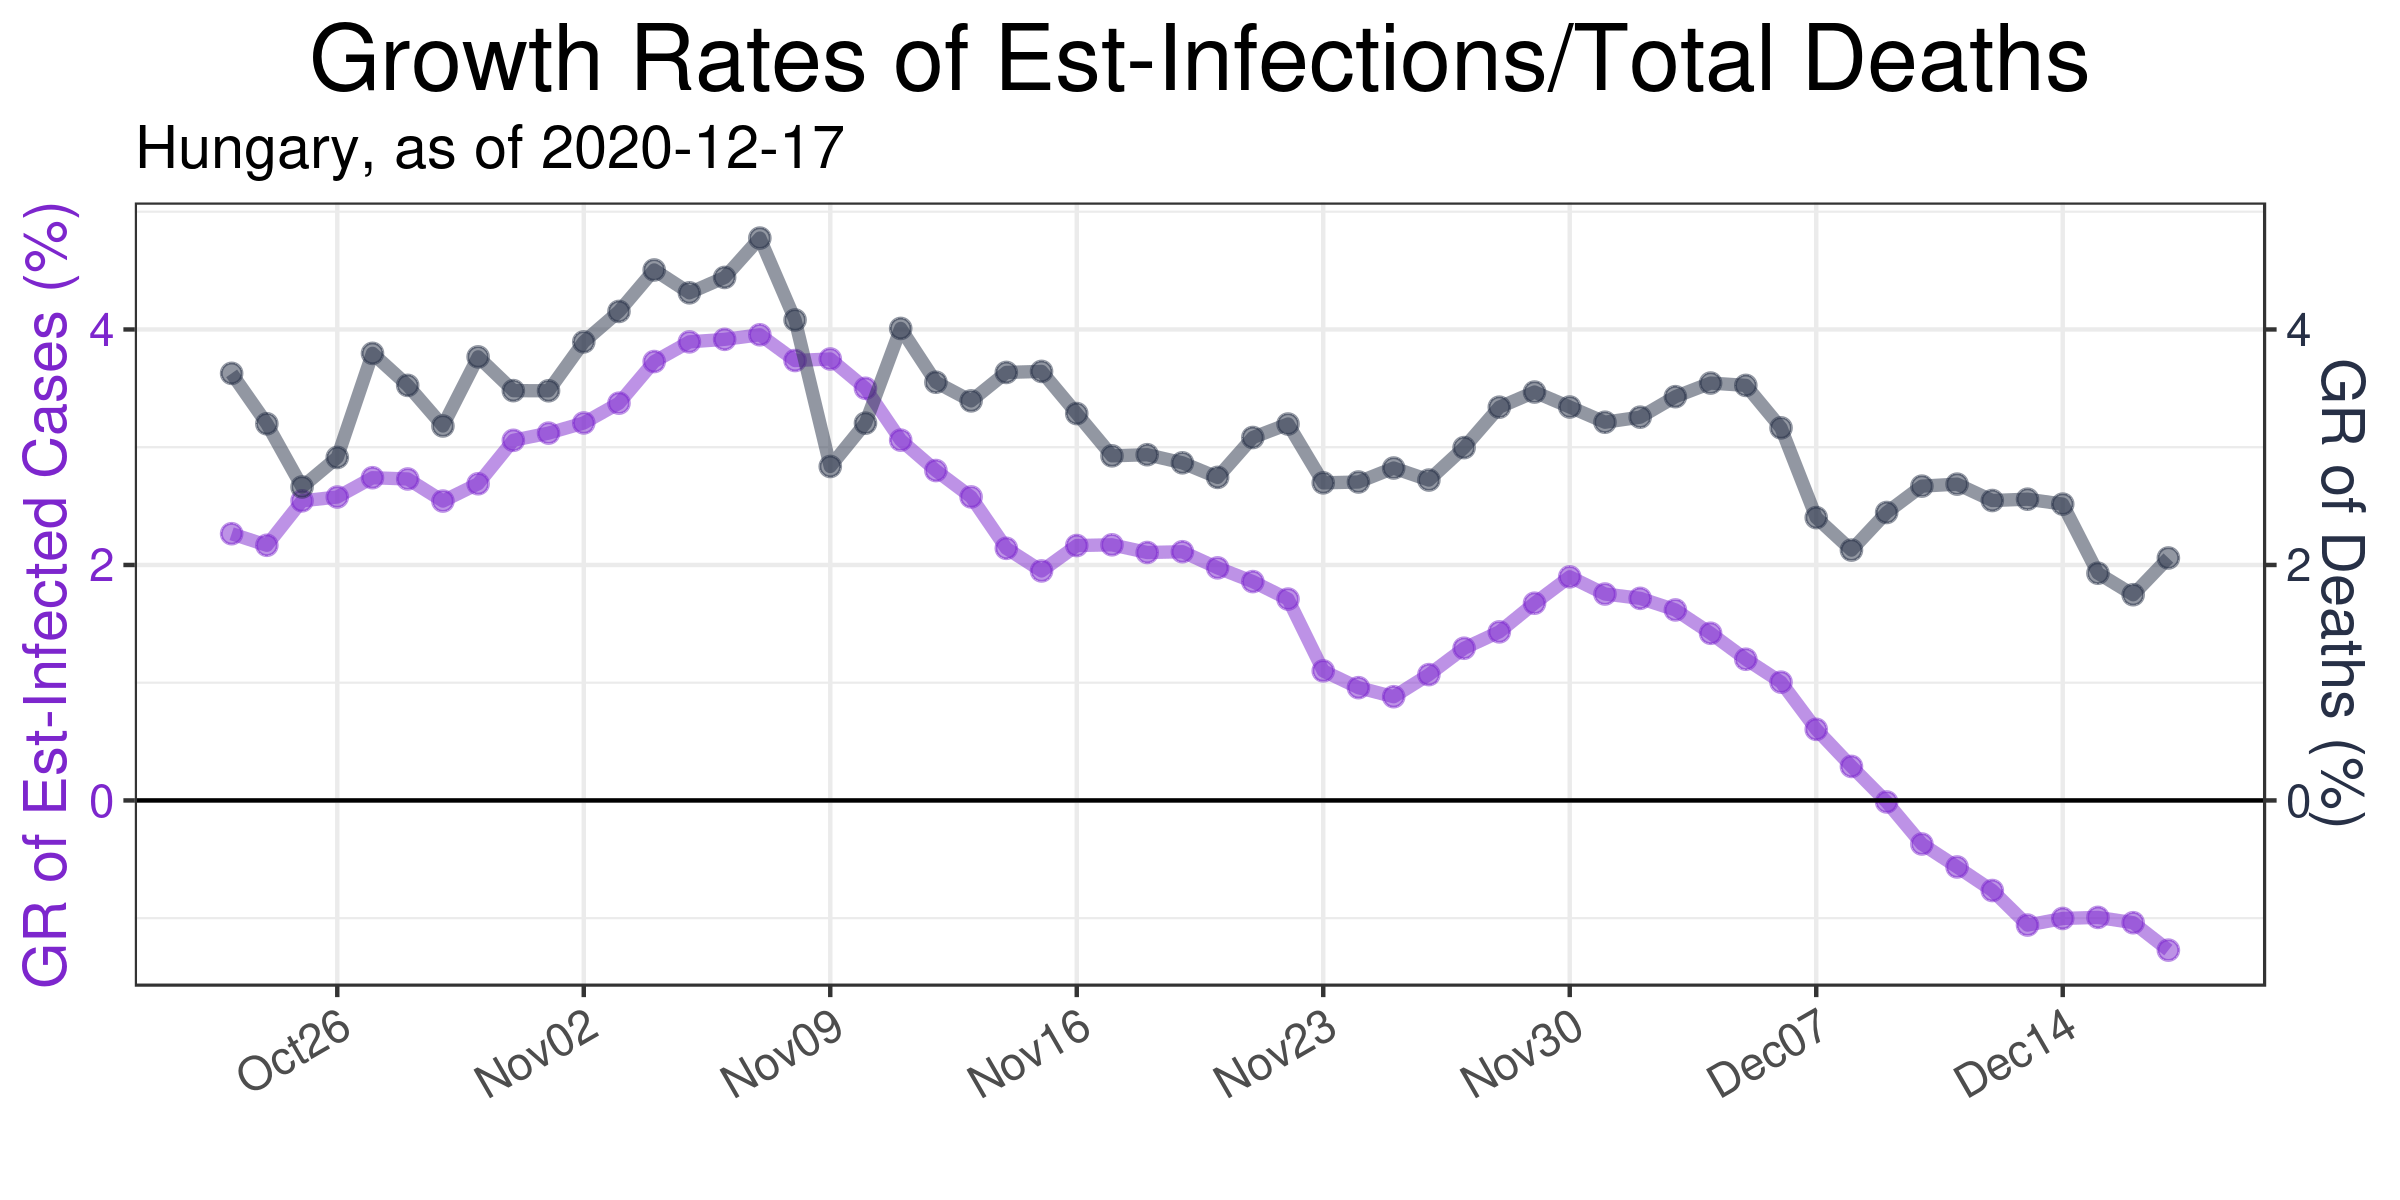 Growth Rates of Est-Infections/Total Deaths
Hungary, as of 2020-12-17
GR of Est-Infected Cases (%)
4
2
0
4
2
0
GR of Deaths (%)
Oct26
Nov02
Nov09
Nov16
Nov23
Nov30
Dec07
Dec14